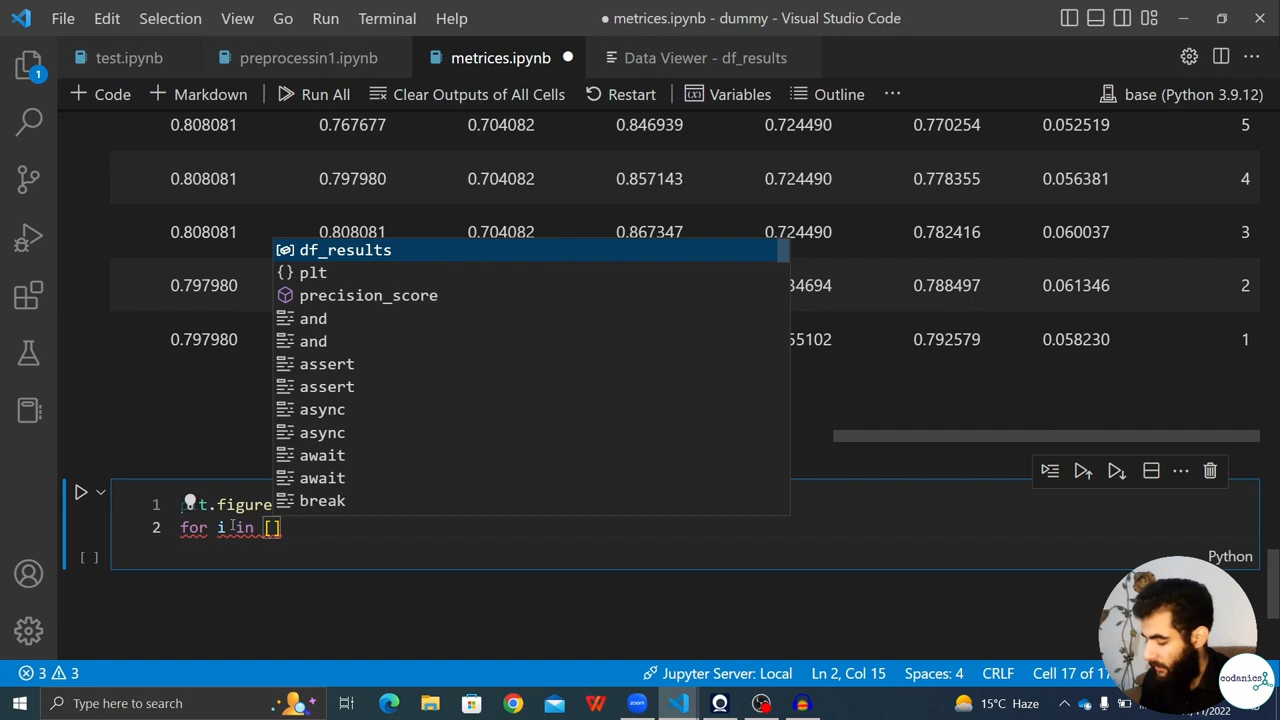 File Edit Selection View Go Run Terminal Help ● metrices.ipynb - dummy - Visual Studio Code
test.ipynb preprocessin1.ipynb metrices.ipynb Data Viewer - df_results
1
+ Code + Markdown Run All Clear Outputs of All Cells Restart Variables Outline ... base (Python 3.9.12)
0.808081 0.767677 0.704082 0.846939 0.724490 0.770254 0.052519 5
0.808081 0.797980 0.704082 0.857143 0.724490 0.778355 0.056381 4
0.808081 0.808081 0.704082 0.867347 0.724490 0.782416 0.060037 3
0.797980 34694 0.788497 0.061346 2
0.797980 55102 0.792579 0.058230 1
df_results
plt
precision_score
and
and
assert
assert
async
async
await
await
break
1 t.figure
2 for i in []
[ ] Python
3 3 Jupyter Server: Local Ln 2, Col 15 Spaces: 4 CRLF Cell 17 of 17
codanics
Type here to search zoom 15°C Haze /11/2022